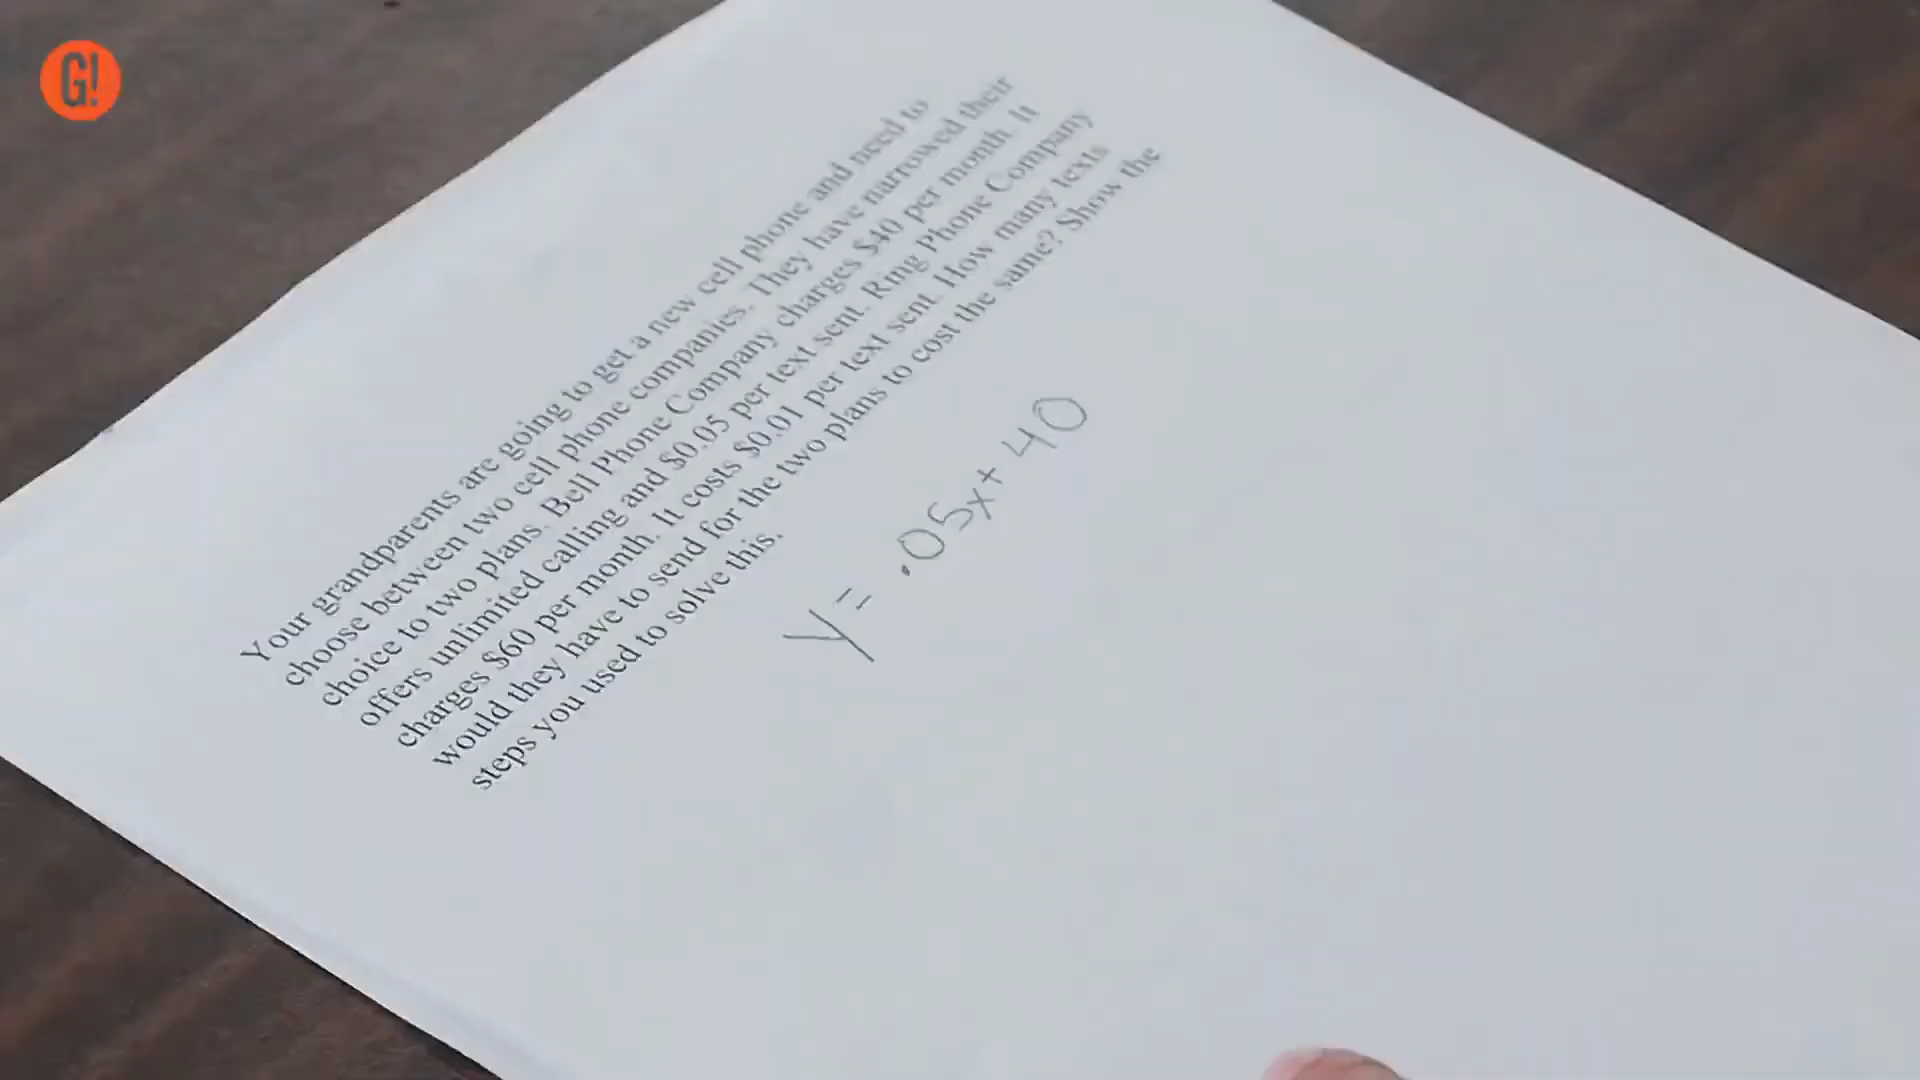 G!
Your grandparents are going to get a new cell phone and need to
choose between two cell phone companies. They have narrowed their
choice to two plans. Bell Phone Company charges $40 per month. It
offers unlimited calling and $0.05 per text sent. Ring Phone Company
charges $60 per month. It costs $0.01 per text sent. How many texts
would they have to send for the two plans to cost the same? Show the
steps you used to solve this.
y= .05x+ 40